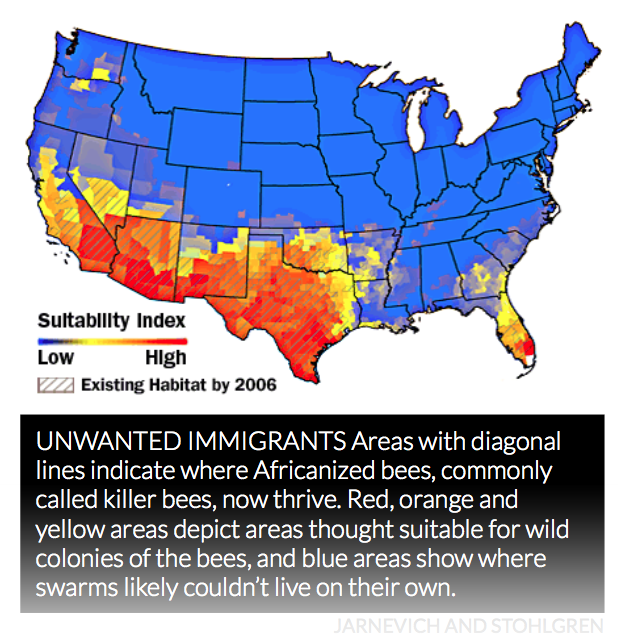 Suitability Index
Low High
Existing Habitat by 2006
UNWANTED IMMIGRANTS Areas with diagonal
lines indicate where Africanized bees, commonly
called killer bees, now thrive. Red, orange and
yellow areas depict areas thought suitable for wild
colonies of the bees, and blue areas show where
swarms likely couldn’t live on their own.
JARNEVICH AND STOHLGREN